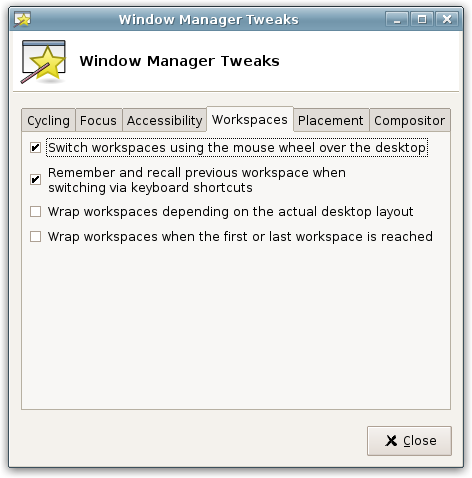 Window Manager Tweaks
Window Manager Tweaks
Cycling Focus Accessibility Workspaces Placement Compositor
Switch workspaces using the mouse wheel over the desktop
Remember and recall previous workspace when
switching via keyboard shortcuts
Wrap workspaces depending on the actual desktop layout
Wrap workspaces when the first or last workspace is reached
Close